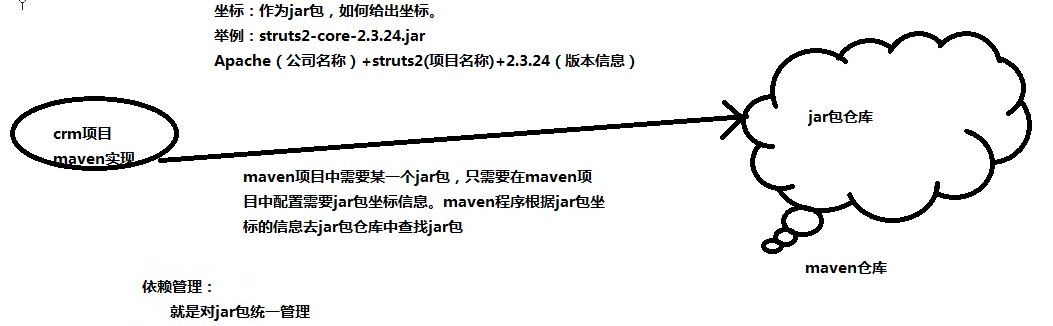 坐标：作为jar包，如何给出坐标。
举例：struts2-core-2.3.24.jar
Apache（公司名称）+struts2(项目名称)+2.3.24（版本信息）
crm项目
maven实现
jar包仓库
maven项目中需要某一个jar包，只需要在maven项
目中配置需要jar包坐标信息。maven程序根据jar包坐
标的信息去jar包仓库中查找jar包
maven仓库
依赖管理：
就是对jar包统一管理